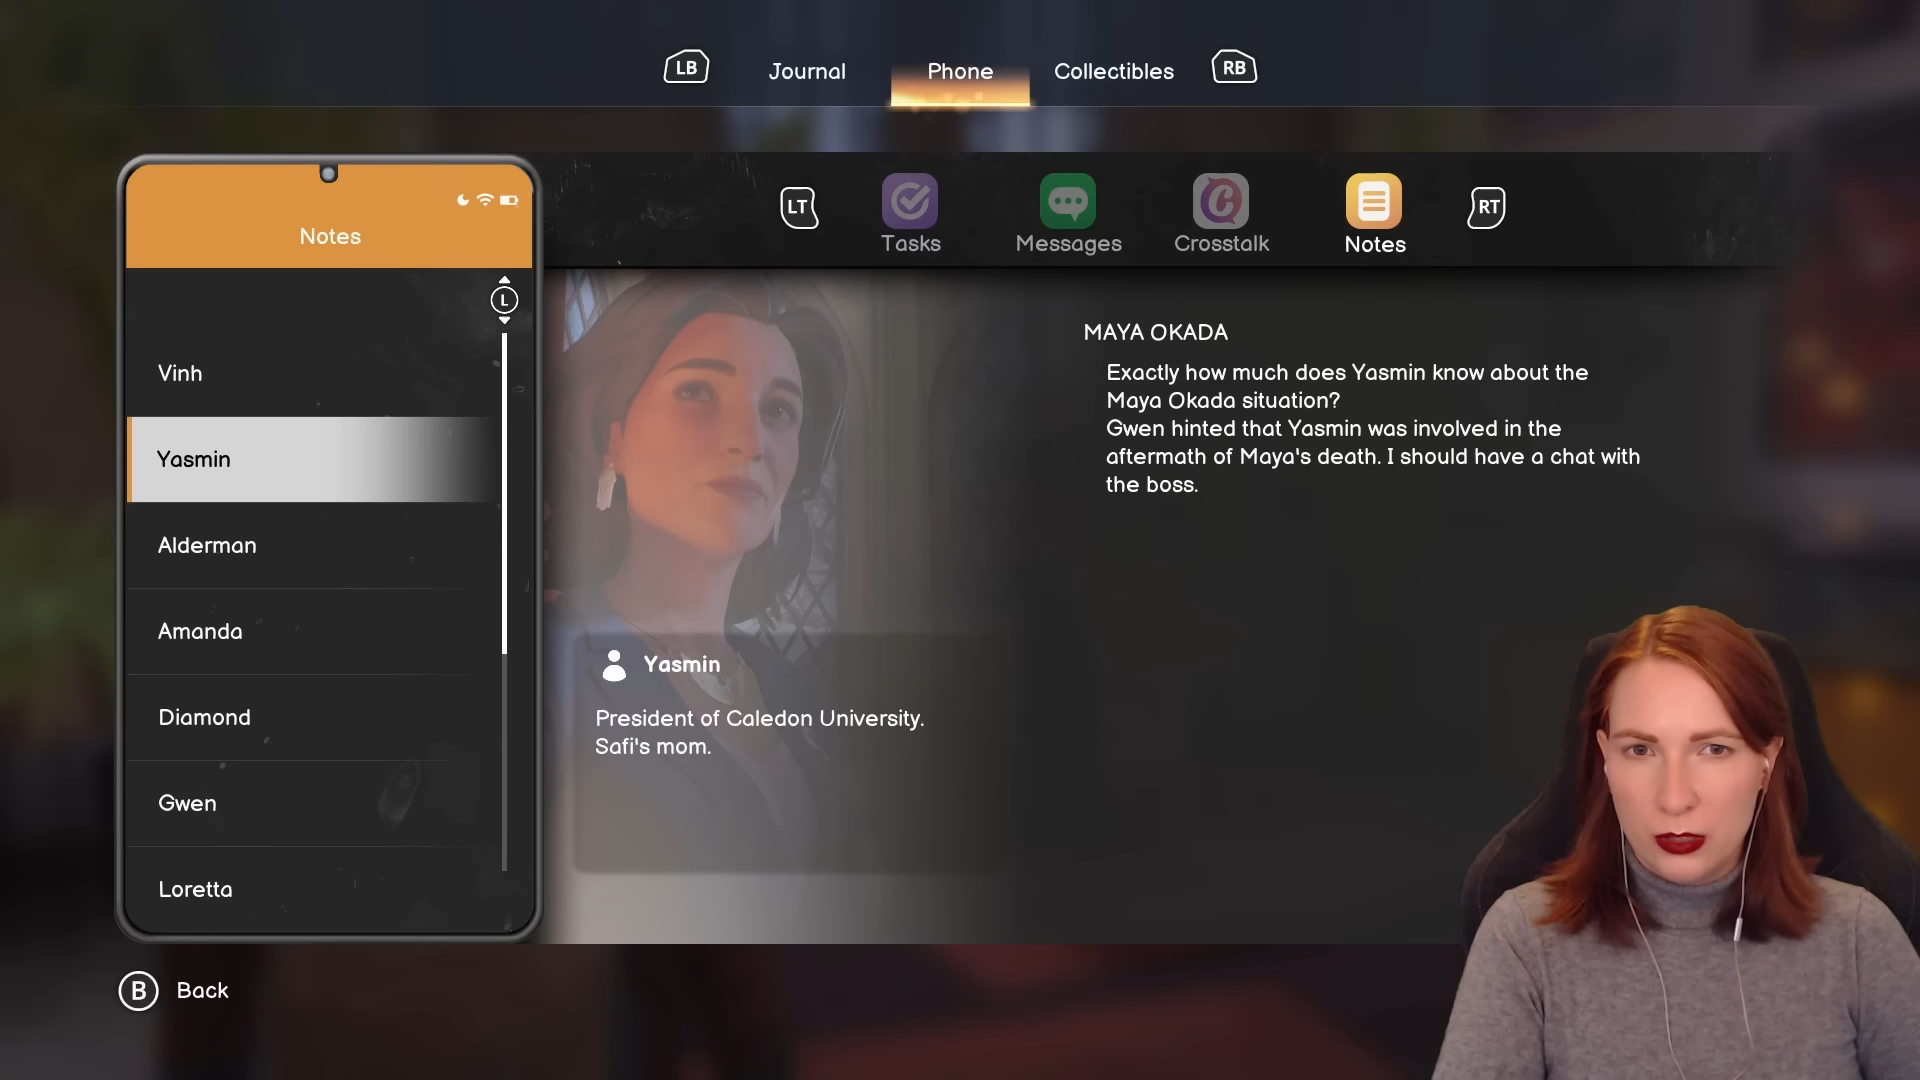 LB
Journal
Phone
Collectibles
RB
Notes
LT
Tasks
Messages
Crosstalk
Notes
RT
L
Vinh
Yasmin
Alderman
Amanda
Diamond
Gwen
Loretta
Yasmin
President of Caledon University.
Safi's mom.
MAYA OKADA
Exactly how much does Yasmin know about the
Maya Okada situation?
Gwen hinted that Yasmin was involved in the
aftermath of Maya's death. I should have a chat with
the boss.
B Back